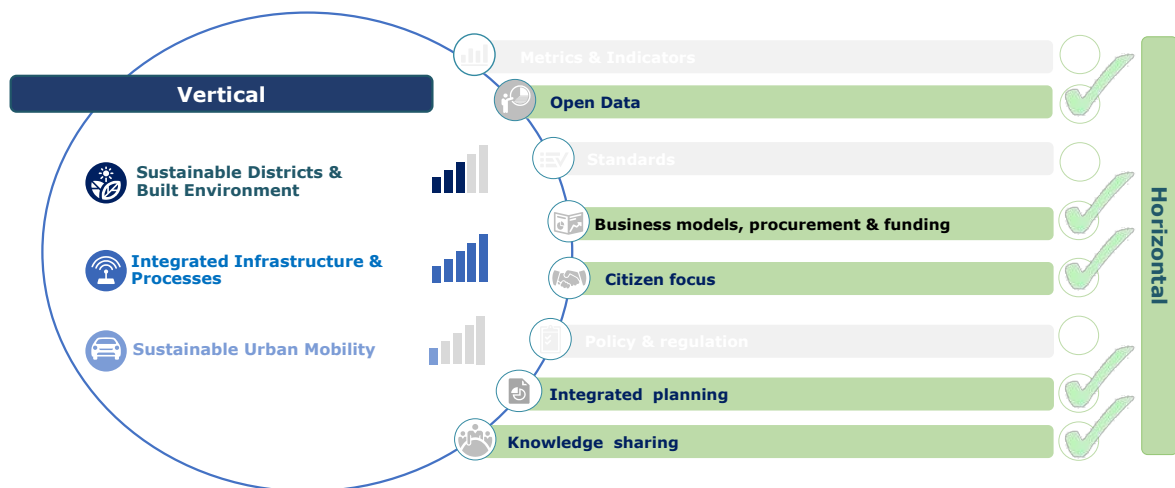 Vertical
Sustainable Districts &
Built Environment
Integrated Infrastructure &
Processes
Sustainable Urban Mobility
Metrics & Indicators
Open Data
Standards
Business models, procurement & funding
Citizen focus
Policy & regulation
Integrated planning
Knowledge sharing
Horizontal